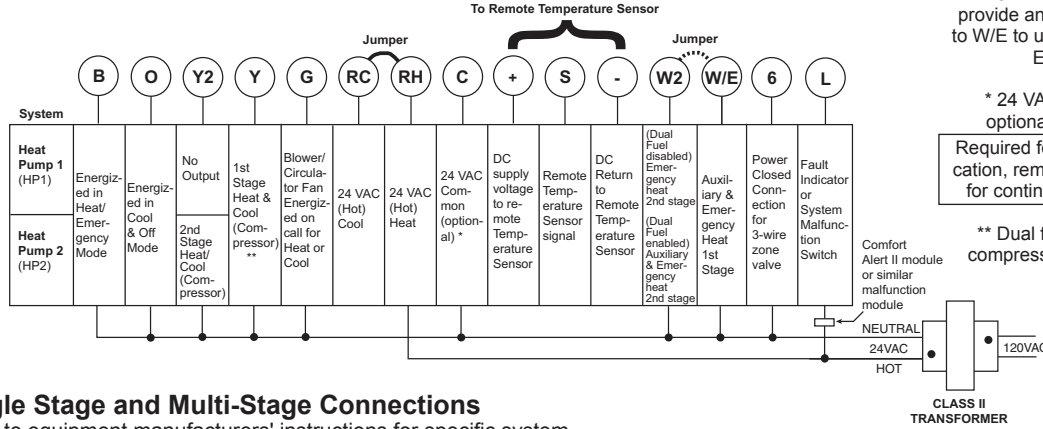 To Remote Temperature Sensor
provide an
to W/E to u
E
Jumper
Jumper
B
O
Y2
Y
G
RC
RH
C
+
S
-
W2
W/E
6
L
* 24 VA
optiona
Required fo
cation, rem
for contin
** Dual f
compress
System
Heat
Pump 1
(HP1)
Heat
Pump 2
(HP2)
Energiz-
ed in
Heat/
Emer-
gency
Mode
Energiz-
ed in
Cool
& Off
Mode
No
Output
2nd
Stage
Heat/
Cool
(Com-
pressor)
1st
Stage
Heat &
Cool
(Com-
pressor)
**
Blower/
Circula-
tor Fan
Energiz-
ed on
call for
Heat or
Cool
24 VAC
(Hot)
Cool
24 VAC
(Hot)
Heat
24 VAC
Com-
mon
(option-
al) *
DC
supply
voltage
to re-
mote
Temp-
erature
Sensor
Remote
Temp-
erature
Sensor
signal
DC
Return
to
Remote
Temp-
erature
Sensor
(Dual
Fuel
disabled)
Emer-
gency
heat
2nd stage
(Dual
Fuel
enabled)
Auxiliary
& Emer-
gency
heat
2nd stage
Auxil-
iary &
Emer-
gency
Heat
1st
Stage
Power
Closed
Conn-
ection
for
3-wire
zone
valve
Fault
Indicator
or
System
Malfunc-
tion
Switch
Comfort
Alert II module
or similar
malfunction
module
NEUTRAL
24VAC
HOT
120VAC
CLASS II
TRANSFORMER
gle Stage and Multi-Stage Connections
to equipment manufacturers' instructions for specific system